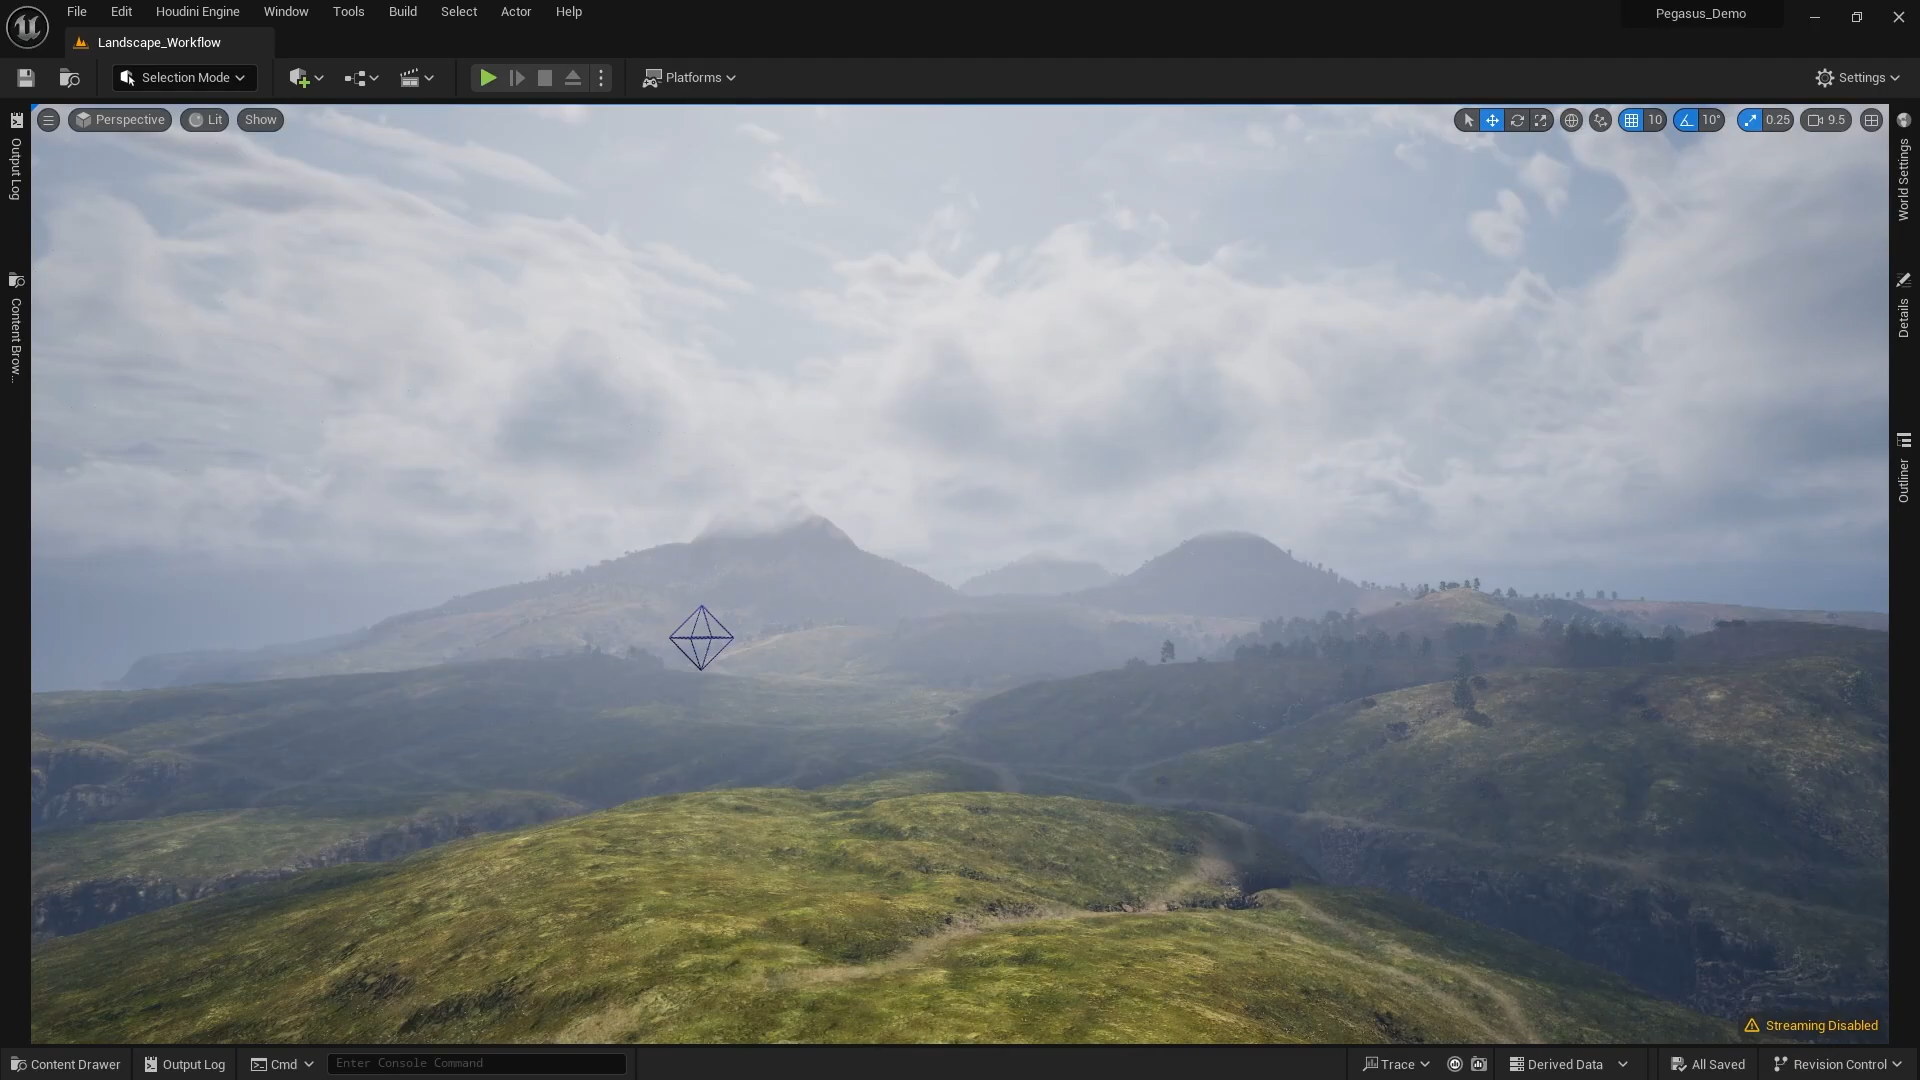 File Edit Houdini Engine Window Tools Build Select Actor Help
Pegasus_Demo
Landscape_Workflow
Selection Mode
Platforms
Settings
Perspective Lit Show
10 10° 0.25 9.5
Output Log
Content Brow...
World Settings
Details
Outliner
Streaming Disabled
Content Drawer Output Log Cmd Enter Console Command Trace Derived Data All Saved Revision Control